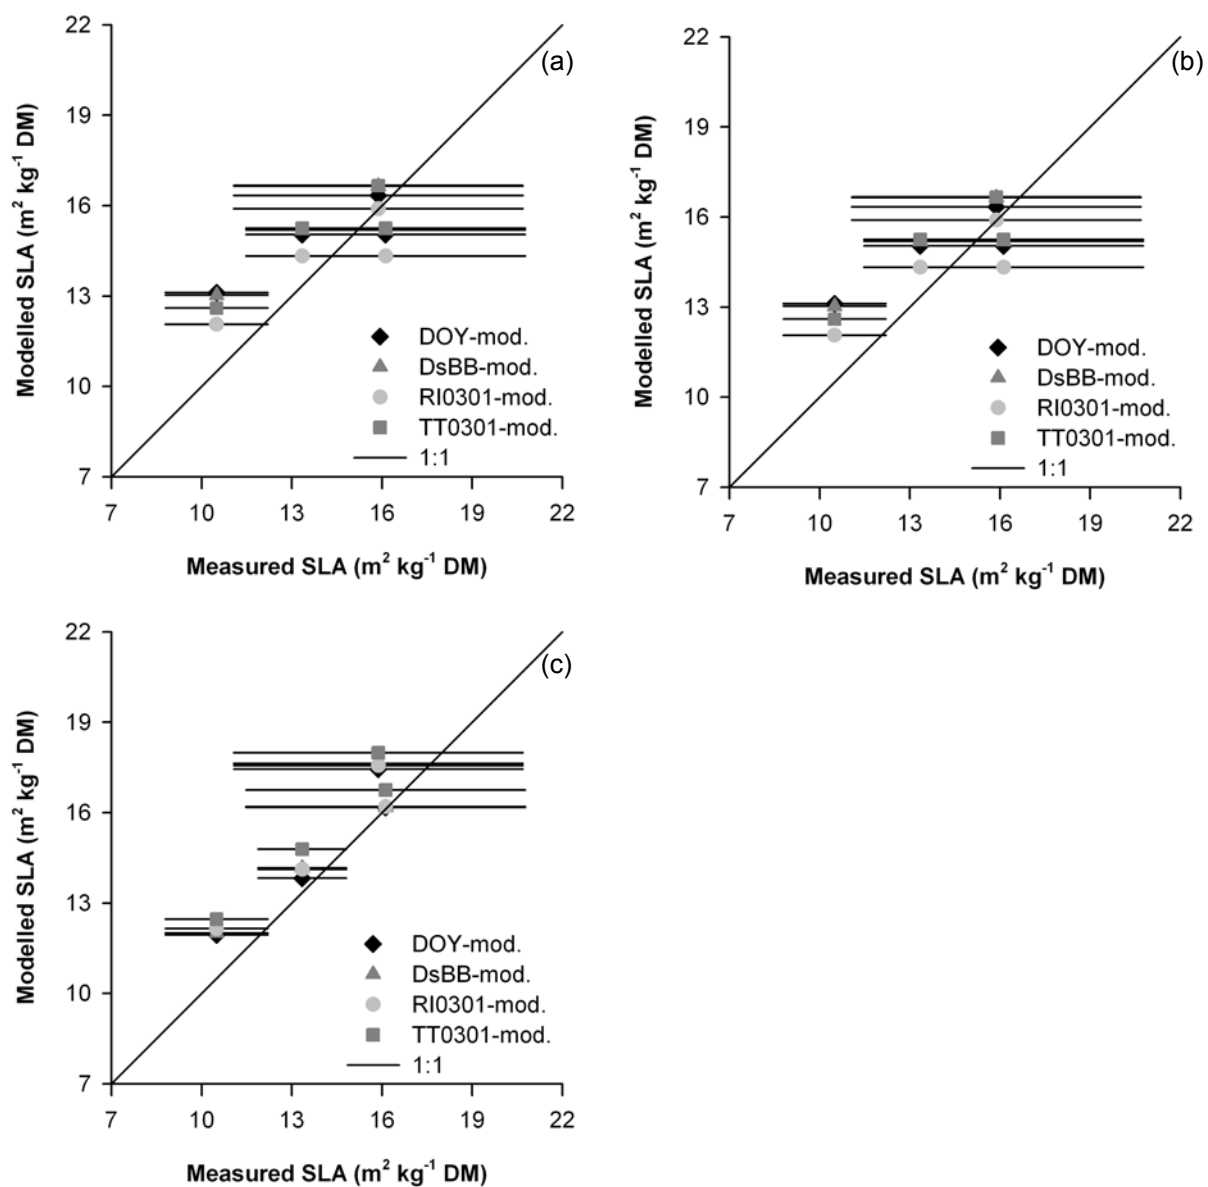 (a)
Modelled SLA (m² kg⁻¹ DM)
22
19
16
13
10
7
DOY-mod.
DsBB-mod.
RI0301-mod.
TT0301-mod.
1:1
7 10 13 16 19 22
Measured SLA (m² kg⁻¹ DM)
(b)
Modelled SLA (m² kg⁻¹ DM)
22
19
16
13
10
7
DOY-mod.
DsBB-mod.
RI0301-mod.
TT0301-mod.
1:1
7 10 13 16 19 22
Measured SLA (m² kg⁻¹ DM)
(c)
Modelled SLA (m² kg⁻¹ DM)
22
19
16
13
10
7
DOY-mod.
DsBB-mod.
RI0301-mod.
TT0301-mod.
1:1
7 10 13 16 19 22
Measured SLA (m² kg⁻¹ DM)